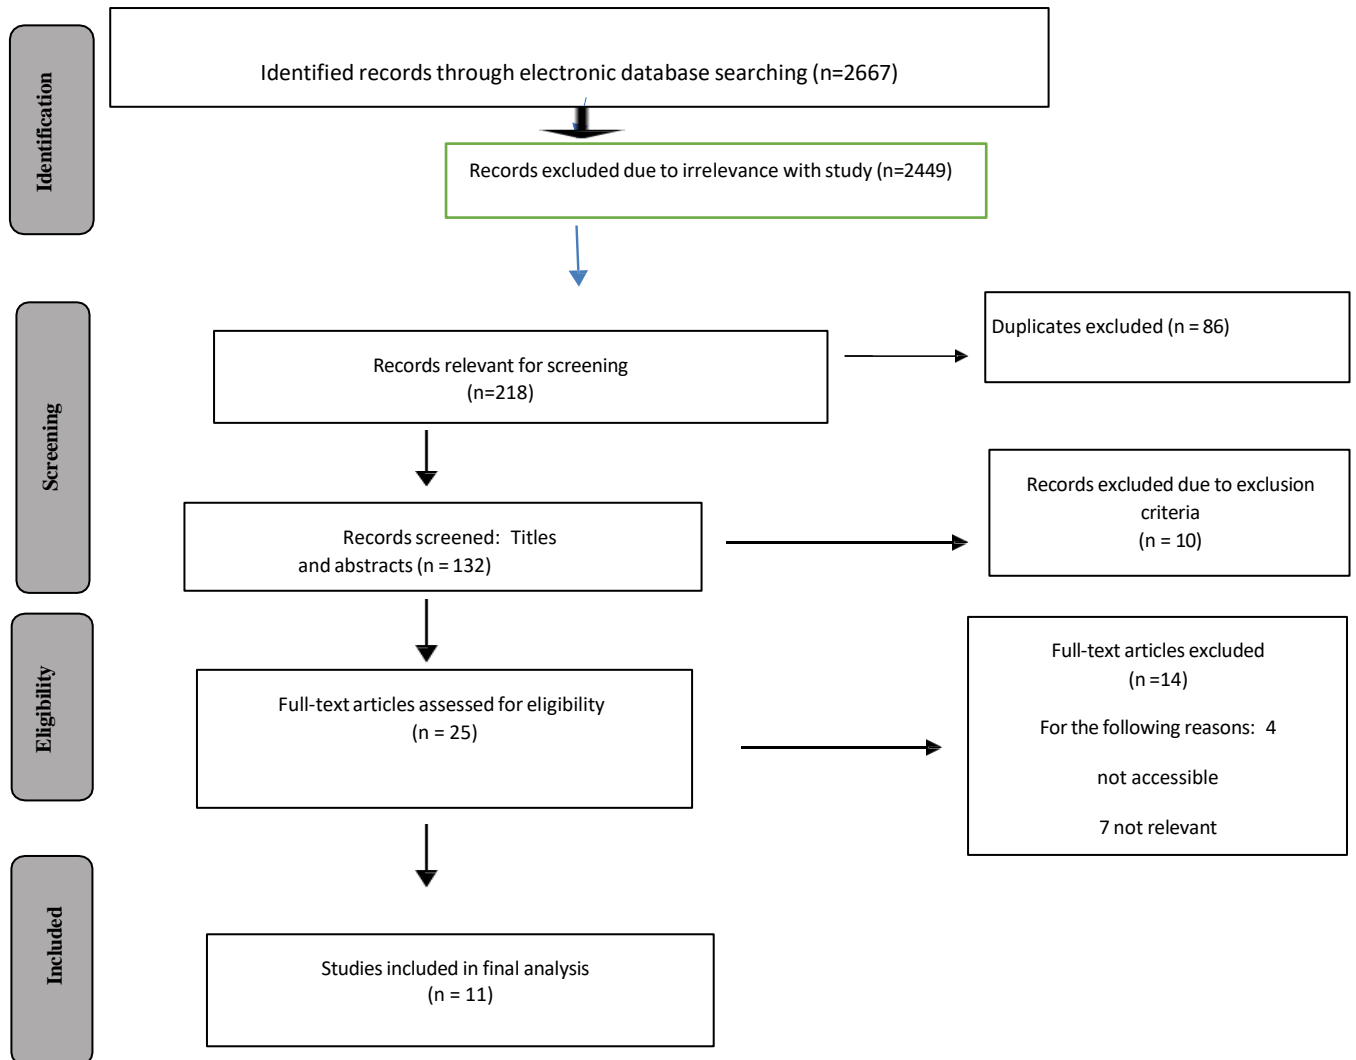 Identification
Identified records through electronic database searching (n=2667)
Records excluded due to irrelevance with study (n=2449)
Screening
Records relevant for screening
(n=218)
Duplicates excluded (n = 86)
Records screened: Titles
and abstracts (n = 132)
Records excluded due to exclusion
criteria
(n = 10)
Eligibility
Full-text articles assessed for eligibility
(n = 25)
Full-text articles excluded
(n =14)
For the following reasons: 4
not accessible
7 not relevant
Included
Studies included in final analysis
(n = 11)